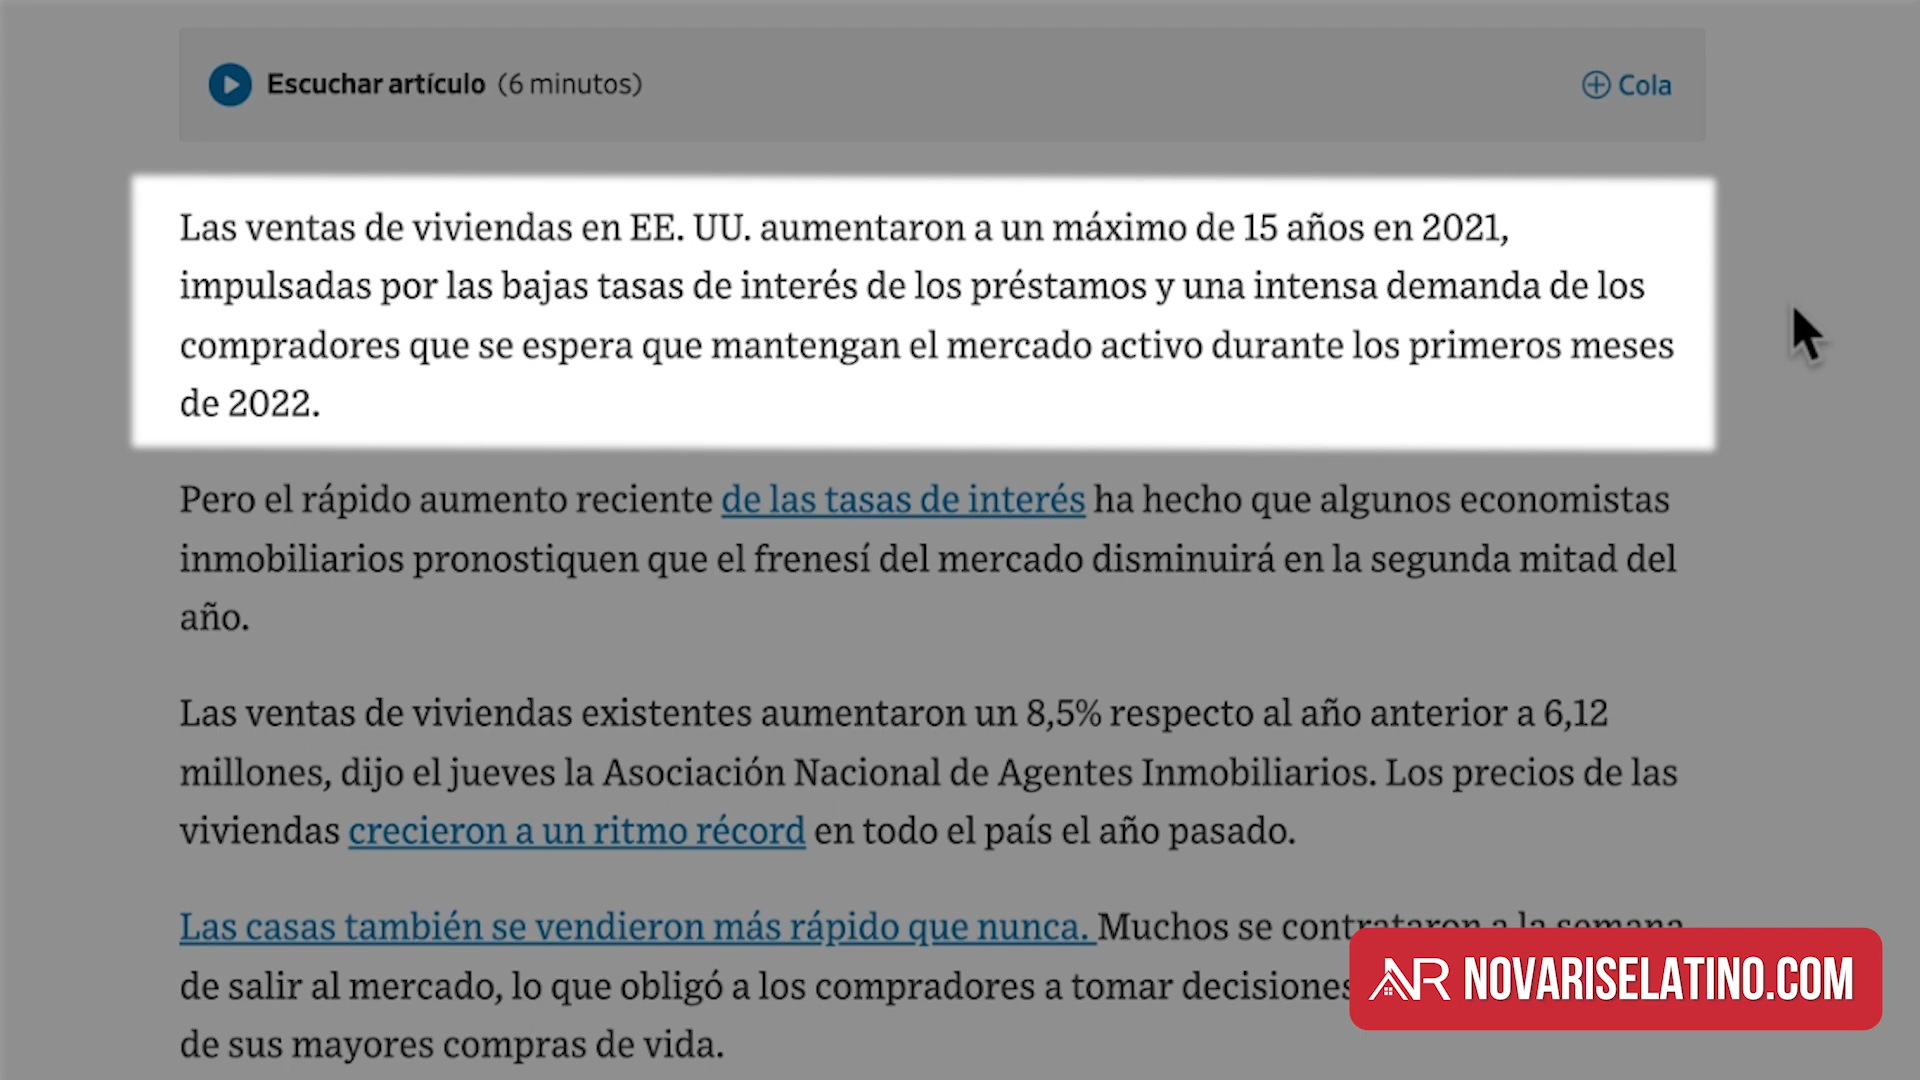 Escuchar artículo (6 minutos)
Cola
Las ventas de viviendas en EE. UU. aumentaron a un máximo de 15 años en 2021,
impulsadas por las bajas tasas de interés de los préstamos y una intensa demanda de los
compradores que se espera que mantengan el mercado activo durante los primeros meses
de 2022.
Pero el rápido aumento reciente de las tasas de interés ha hecho que algunos economistas
inmobiliarios pronostiquen que el frenesí del mercado disminuirá en la segunda mitad del
año.
Las ventas de viviendas existentes aumentaron un 8,5% respecto al año anterior a 6,12
millones, dijo el jueves la Asociación Nacional de Agentes Inmobiliarios. Los precios de las
viviendas crecieron a un ritmo récord en todo el país el año pasado.
Las casas también se vendieron más rápido que nunca. Muchos se contrataron a la semana
de salir al mercado, lo que obligó a los compradores a tomar decisiones
de sus mayores compras de vida.
NR NOVARISELATINO.COM